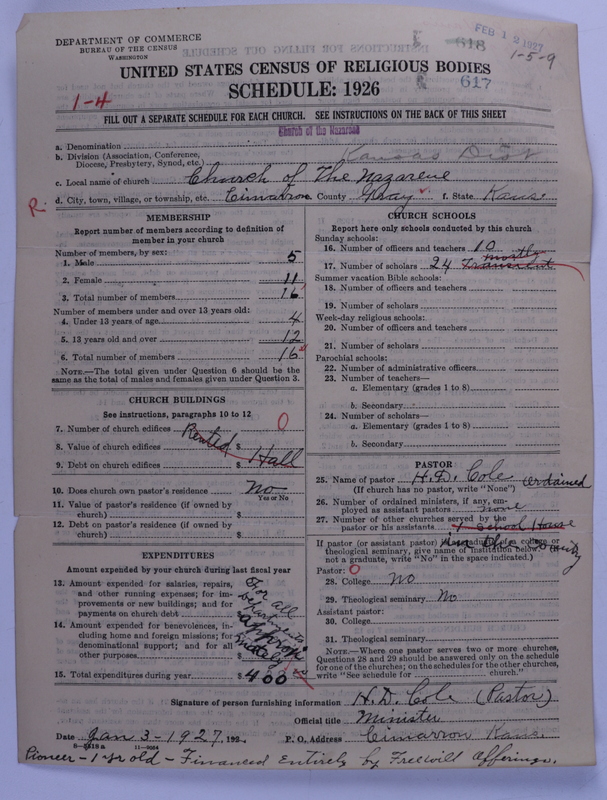 DEPARTMENT OF COMMERCE
BUREAU OF THE CENSUS
WASHINGTON
618
FEB 12 1927
1-5-9
UNITED STATES CENSUS OF RELIGIOUS BODIES
SCHEDULE: 1926
617
1-4
FILL OUT A SEPARATE SCHEDULE FOR EACH CHURCH. SEE INSTRUCTIONS ON THE BACK OF THIS SHEET
Church of the Nazarene
a. Denomination
b. Division (Association, Conference, Diocese, Presbytery, Synod, etc.) Kansas Dist
c. Local name of church Church of The Nazarene
R. d. City, town, village, or township, etc. Cimarron County Gray f. State Kans.
MEMBERSHIP
Report number of members according to definition of
member in your church
Number of members, by sex:
1. Male 5
2. Female 11
3. Total number of members 16
Number of members under and over 13 years old:
4. Under 13 years of age 4
5. 13 years old and over 12
6. Total number of members 16
NOTE.—The total given under Question 6 should be
same as the total of males and females given under Question 3.
CHURCH BUILDINGS
See instructions, paragraphs 10 to 12
7. Number of church edifices Rented 0
8. Value of church edifices $
9. Debt on church edifices $ Hall
10. Does church own pastor's residence No
Yes or No
11. Value of pastor's residence (if owned by
church) $
12. Debt on pastor's residence (if owned by
church) $
EXPENDITURES
Amount expended by your church during last fiscal year
13. Amount expended for salaries, repairs,
and other running expenses; for im-
provements or new buildings; and for
payments on church debt $
For all
14. Amount expended for benevolences, in-
cluding home and foreign missions; for
denominational support; and for all
other purposes $
15. Total expenditures during year $ 400
CHURCH SCHOOLS
Report here only schools conducted by this church
Sunday schools:
16. Number of officers and teachers 10
mostly
17. Number of scholars 24 Transient
Summer vacation Bible schools:
18. Number of officers and teachers
19. Number of scholars
Week-day religious schools:
20. Number of officers and teachers
21. Number of scholars
Parochial schools:
22. Number of administrative officers
23. Number of teachers—
a. Elementary (grades 1 to 8)
b. Secondary
24. Number of scholars—
a. Elementary (grades 1 to 8)
b. Secondary
PASTOR
25. Name of pastor H. D. Cole ordained
(If church has no pastor, write "None")
26. Number of ordained ministers, if any, em-
ployed as assistant pastors none
27. Number of other churches served by the
pastor or his assistants 1 School House
If pastor (or assistant pastor) is a graduate of a college or
theological seminary, give name of institution below.
not a graduate, write "No" in the space indicated.)
Pastor: 0
28. College No
29. Theological seminary No
Assistant pastor:
30. College
31. Theological seminary
NOTE.—Where one pastor serves two or more churches,
Questions 28 and 29 should be answered only on the schedule
for one of the churches; on the schedules for the other churches,
write "See schedule for church."
Signature of person furnishing information H. D. Cole (Pastor)
Official title Minister
Date Jan 3-1927, 192 P. O. Address Cimarron Kans.
11-9004
Pioneer - 1 yr old - Financed Entirely by Freewill Offerings.